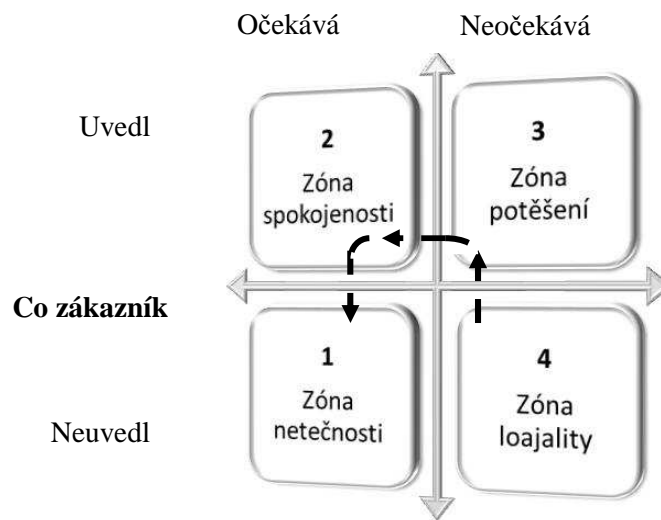 Očekává
Neočekává
Uvedl
2
Zóna
spokojenosti
3
Zóna
potěšení
Co zákazník
1
Zóna
netečnosti
4
Zóna
loajality
Neuvedl